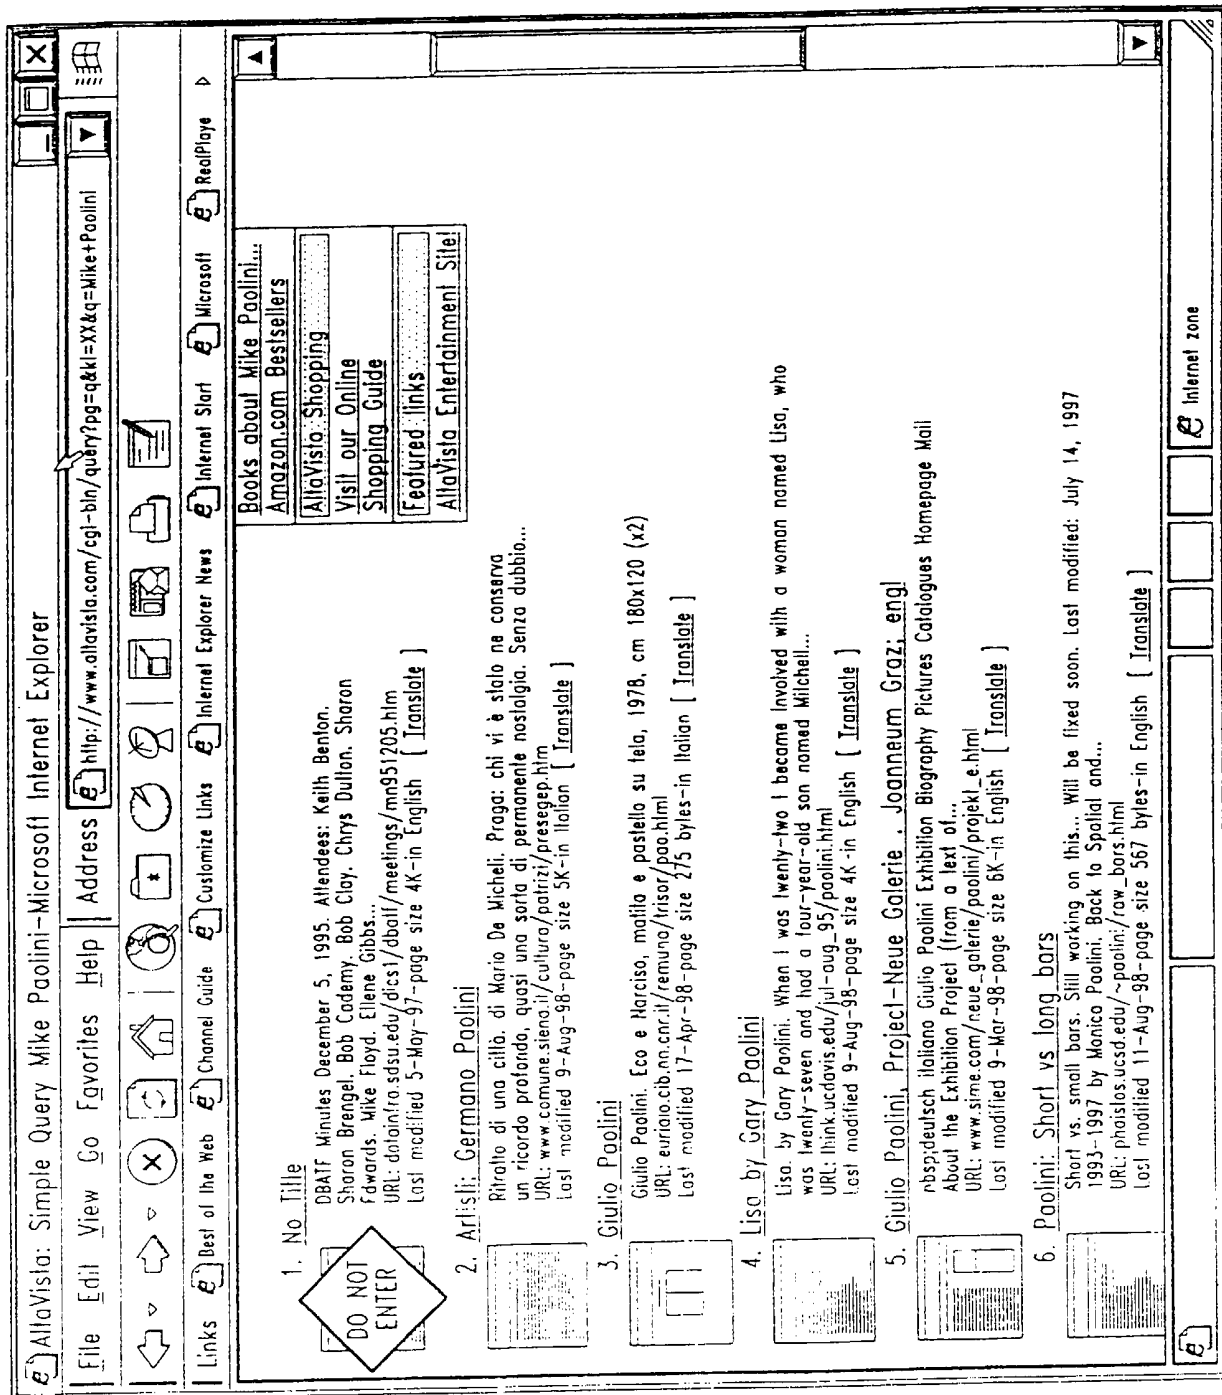 AltaVista: Simple Query Mike Paolini-Microsoft Internet Explorer
File Edit View Go Favorites Help Address http://www.altavista.com/cgi-bin/query?pg=q&kl=XX&q=Mike+Paolini
Links Best of the Web Channel Guide Customize Links Internet Explorer News Internet Start Microsoft RealPlaye
Books about Mike Paolini...
Amazon.com Bestsellers
AltaVista Shopping
Visit our Online
Shopping Guide
Featured links
AltaVista Entertainment Site!
1. No Title
DO NOT
ENTER
DBATF Minutes December 5, 1995. Attendees: Keith Benton,
Sharon Brengel, Bob Cademy, Bob Clay, Chrys Dulton, Sharon
Edwards, Mike Floyd, Ellene Gibbs...
URL: datainfro.sdsu.edu/dics1/dbatf/meetings/mn951205.htm
Last modified 5-May-97-page size 4K-in English [ Translate ]
2. Artisti: Germano Paolini
Ritratto di una città. di Mario De Micheli. Praga: chi vi è stato ne conserva
un ricordo profondo, quasi una sorta di permanente nostalgia. Senza dubbio...
URL: www.comune.siena.it/cultura/patrizi/presegep.htm
Last modified 9-Aug-98-page size 5K-in Italian [ Translate ]
3. Giulio Paolini
Giulio Paolini. Eco e Narciso, matita e pastello su tela, 1978, cm 180x120 (x2)
URL: eurialo.cib.nn.cnr.it/remuna/trisor/pao.html
Last modified 17-Apr-98-page size 275 bytes-in Italian [ Translate ]
4. Lisa by Gary Paolini
Lisa. by Gary Paolini. When I was twenty-two I became involved with a woman named Lisa, who
was twenty-seven and had a four-year-old son named Mitchell...
URL: think.ucdavis.edu/jul-aug_95/paolini.html
Last modified 9-Aug-98-page size 4K-in English [ Translate ]
5. Giulio Paolini, Project-Neue Galerie . Joanneum Graz; engl
nbsp;deutsch italiano Giulio Paolini Exhibition Biography Pictures Catalogues Homepage Mail
About the Exhibition Project (from a text of...
URL: www.sime.com/neue_galerie/paolini/projekt_e.html
Last modified 9-Mar-98-page size 6K-in English [ Translate ]
6. Paolini: Short vs long bars
Short vs. small bars. Still working on this... Will be fixed soon. Last modified: July 14, 1997
1993-1997 by Monica Paolini. Back to Spatial and...
URL: phaistos.ucsd.edu/~paolini/raw_bars.html
Last modified 11-Aug-98-page size 567 bytes-in English [ Translate ]
Internet zone